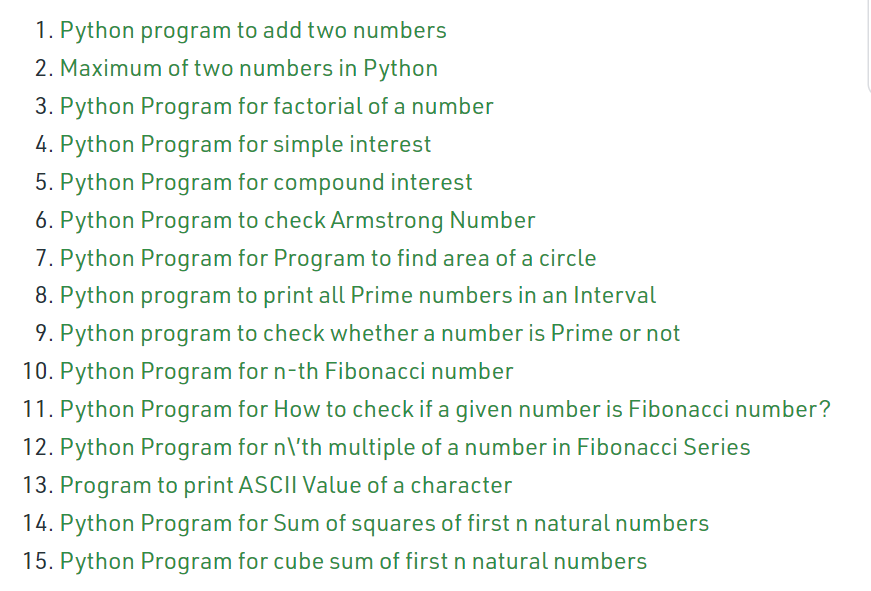 1. Python program to add two numbers
2. Maximum of two numbers in Python
3. Python Program for factorial of a number
4. Python Program for simple interest
5. Python Program for compound interest
6. Python Program to check Armstrong Number
7. Python Program for Program to find area of a circle
8. Python program to print all Prime numbers in an Interval
9. Python program to check whether a number is Prime or not
10. Python Program for n-th Fibonacci number
11. Python Program for How to check if a given number is Fibonacci number?
12. Python Program for n\'th multiple of a number in Fibonacci Series
13. Program to print ASCII Value of a character
14. Python Program for Sum of squares of first n natural numbers
15. Python Program for cube sum of first n natural numbers